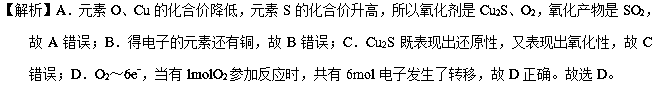 【解析】A．元素 O、Cu 的化合价降低，元素 S 的化合价升高，所以氧化剂是 Cu₂S、O₂，氧化产物是 SO₂，
故 A 错误；B．得电子的元素还有铜，故 B 错误；C．Cu₂S 既表现出还原性，又表现出氧化性，故 C
错误；D．O₂～6e⁻，当有 1molO₂ 参加反应时，共有 6mol 电子发生了转移，故 D 正确。故选 D。